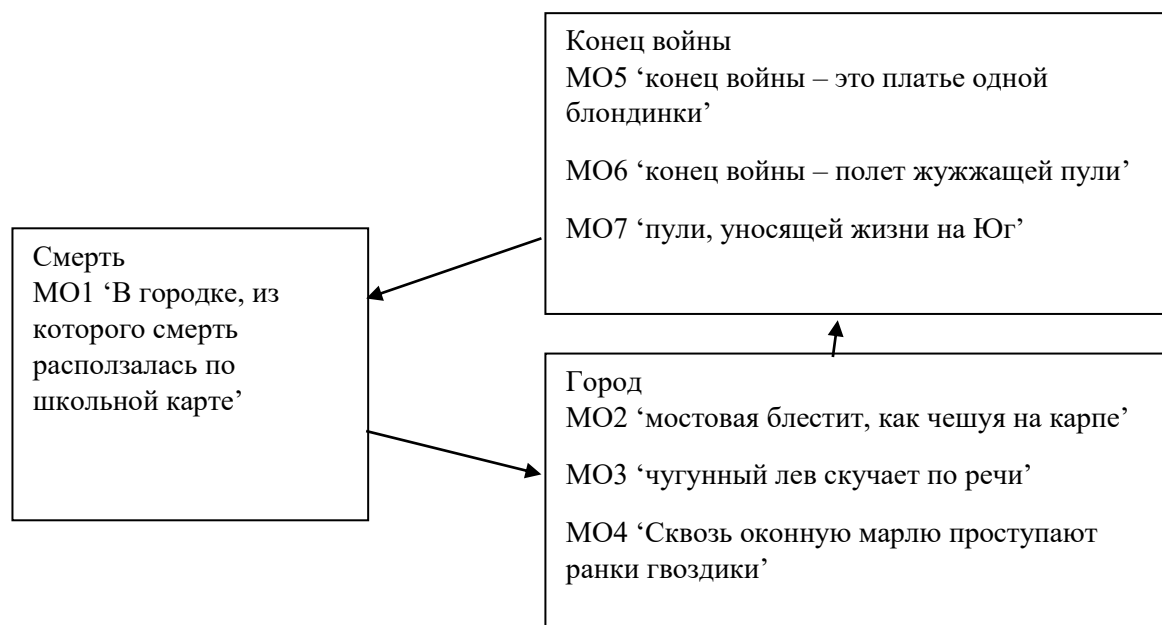 Конец войны
МО5 ‘конец войны – это платье одной
блондинки’
МО6 ‘конец войны – полет жужжащей пули’
МО7 ‘пули, уносящей жизни на Юг’
Смерть
МО1 ‘В городке, из
которого смерть
расползалась по
школьной карте’
Город
МО2 ‘мостовая блестит, как чешуя на карпе’
МО3 ‘чугунный лев скучает по речи’
МО4 ‘Сквозь оконную марлю проступают
ранки гвоздики’